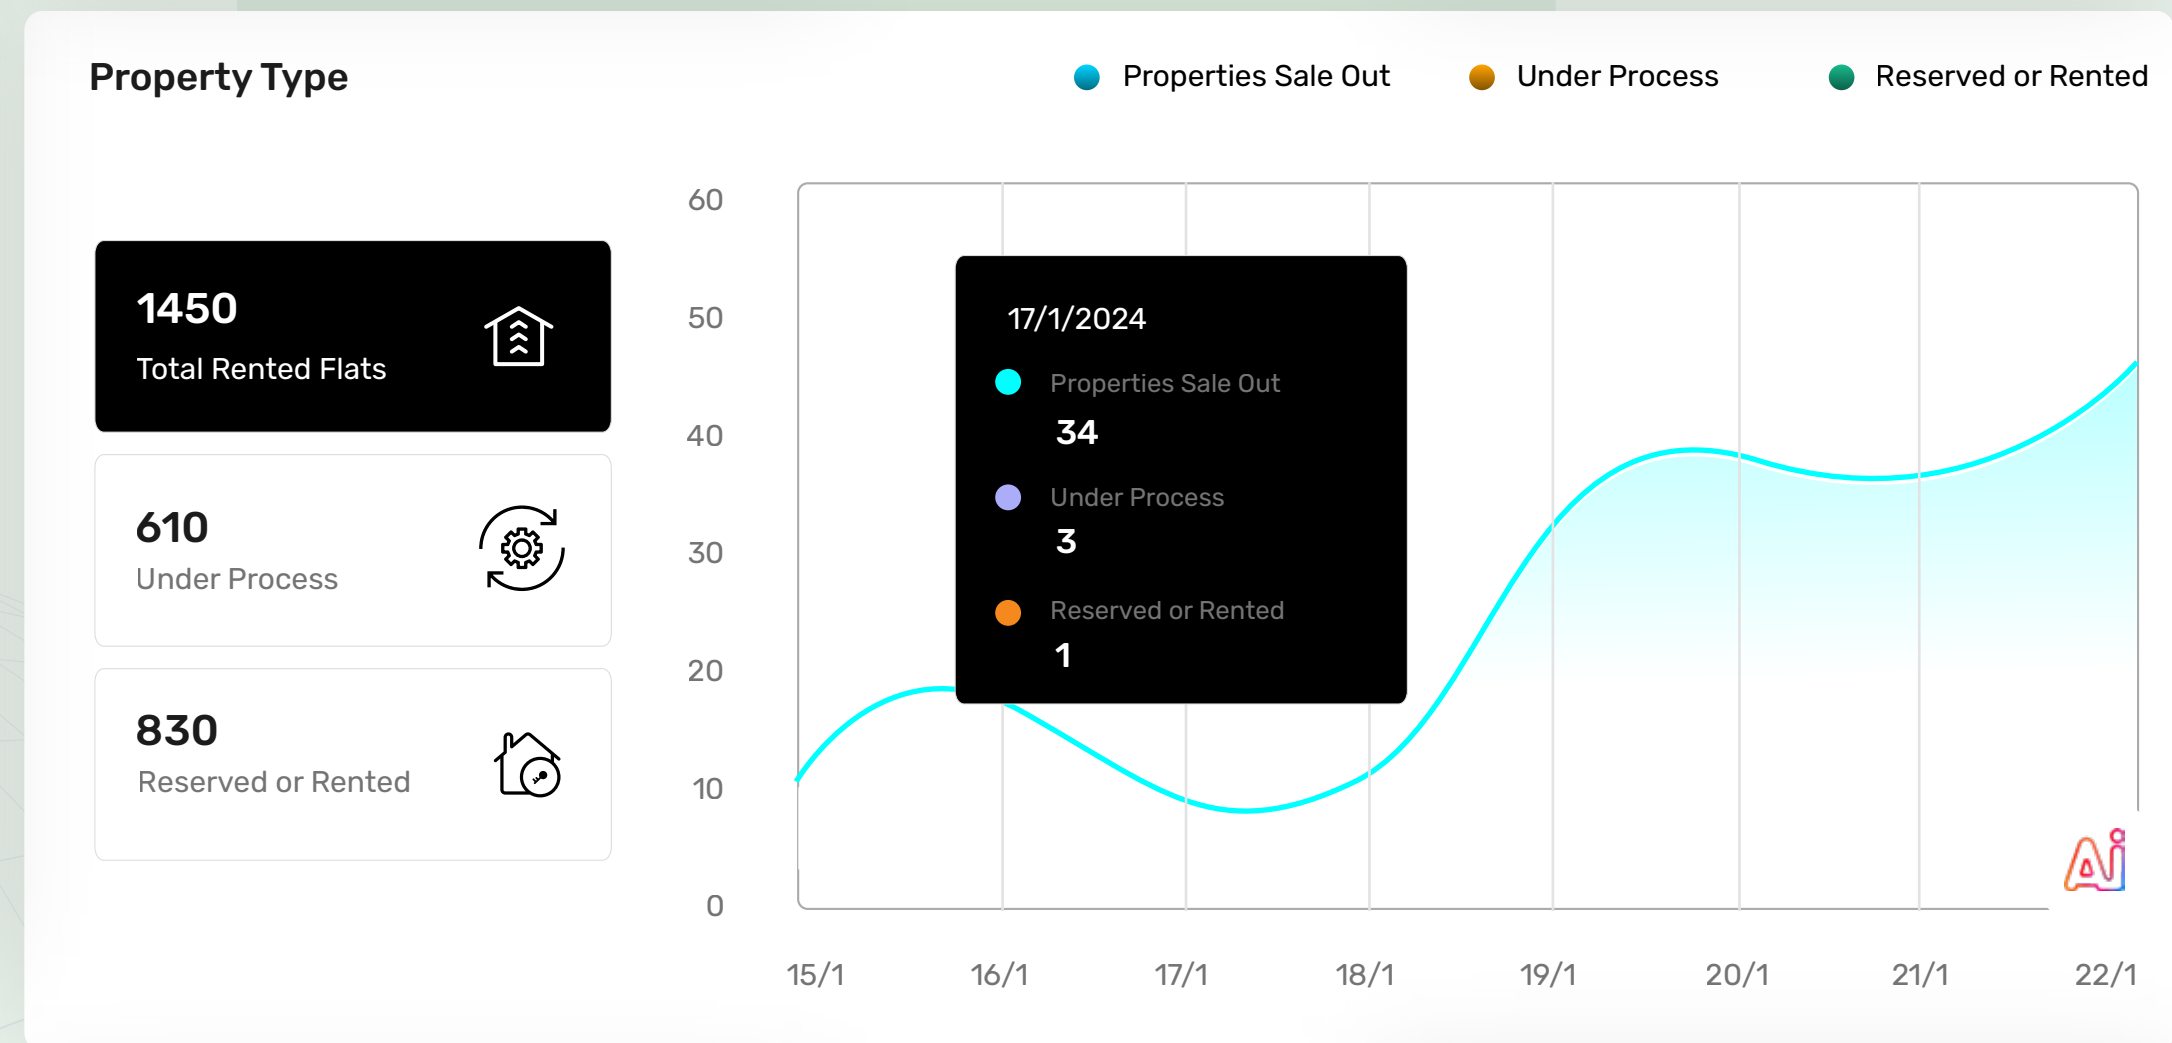 Property Type
Properties Sale Out
Under Process
Reserved or Rented
1450
Total Rented Flats
610
Under Process
830
Reserved or Rented
60
50
40
30
20
10
0
17/1/2024
Properties Sale Out
34
Under Process
3
Reserved or Rented
1
15/1
16/1
17/1
18/1
19/1
20/1
21/1
22/1
Ai